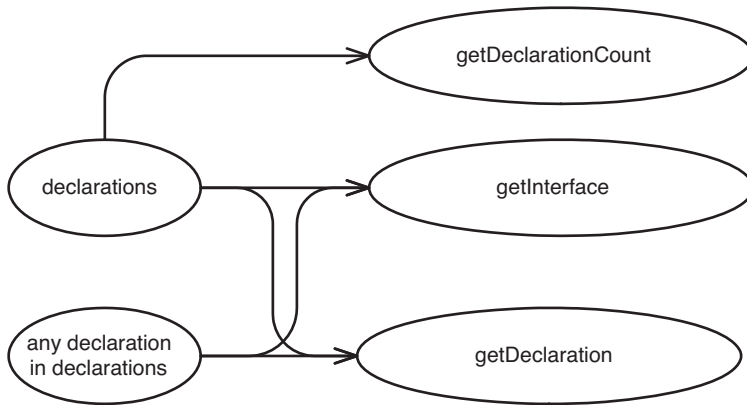 getDeclarationCount
declarations
getInterface
any declaration
in declarations
getDeclaration